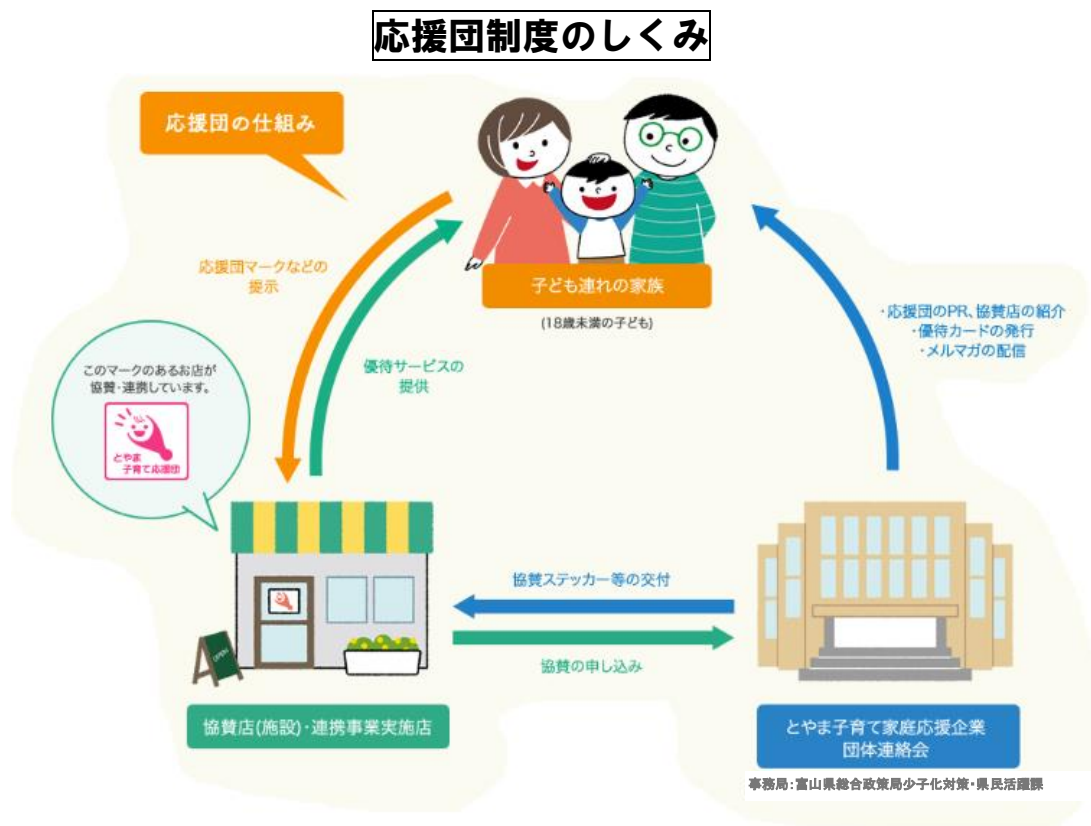 応援団制度のしくみ
応援団の仕組み
子ども連れの家族
(18歳未満の子ども)
応援団マークなどの
提示
優待サービスの
提供
・応援団のPR、協賛店の紹介
・優待カードの発行
・メルマガの配信
このマークのあるお店が
協賛・連携しています。
とやま
子育て応援団
OPEN
協賛ステッカー等の交付
協賛の申し込み
協賛店(施設)・連携事業実施店
とやま子育て家庭応援企業
団体連絡会
事務局：富山県総合政策局少子化対策・県民活躍課